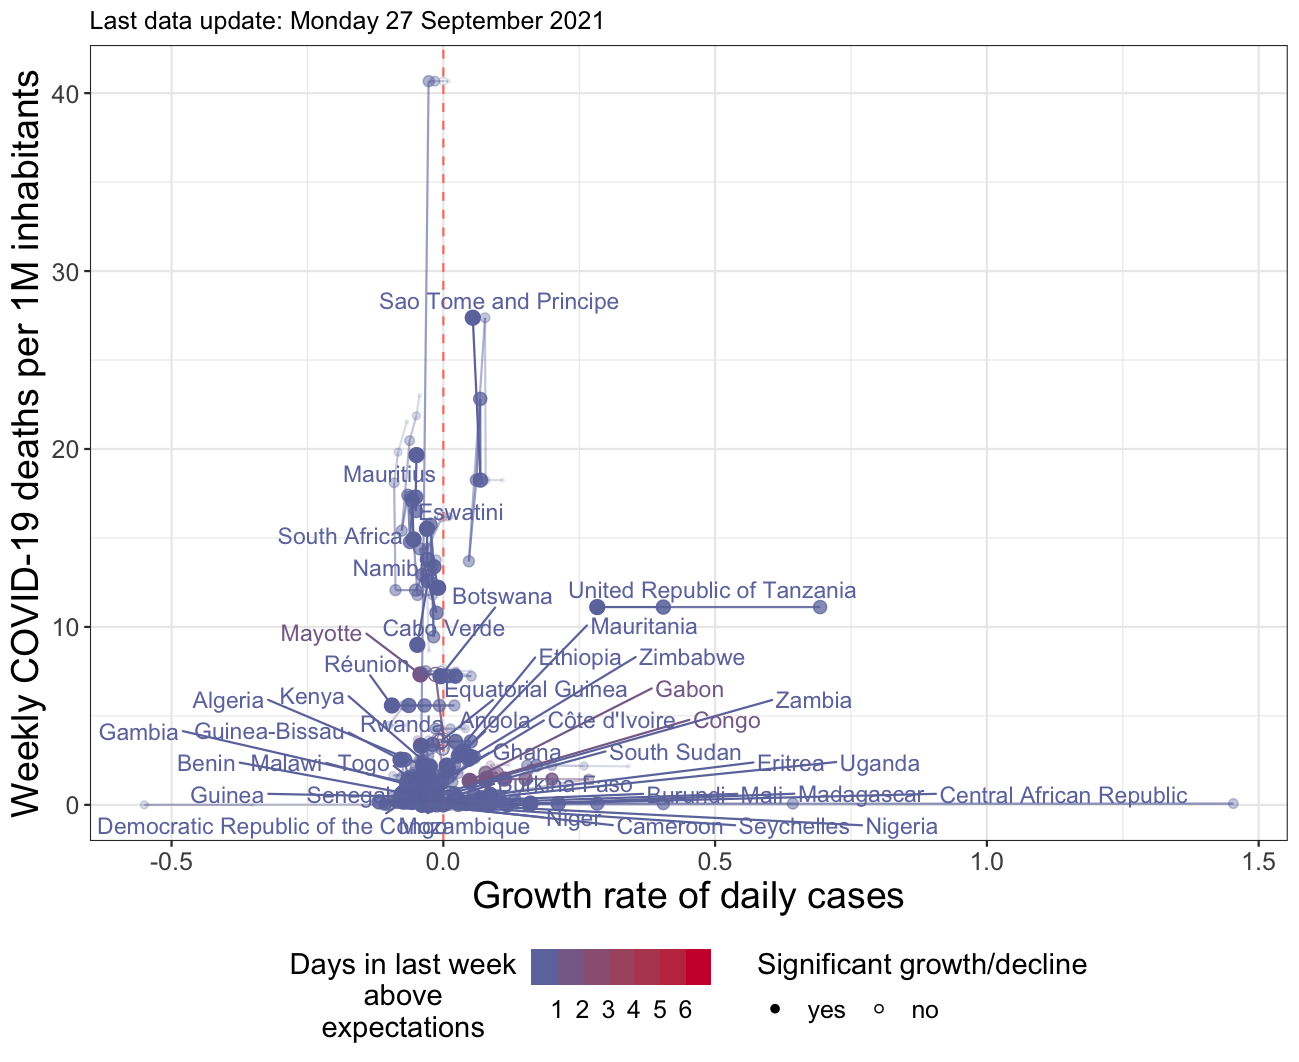 Last data update: Monday 27 September 2021
Weekly COVID-19 deaths per 1M inhabitants
40
30
20
10
0
Sao Tome and Principe
Mauritius
Eswatini
South Africa
Namib
United Republic of Tanzania
Botswana
Cabo Verde
Mauritania
Mayotte
Réunion
Ethiopia
Zimbabwe
Algeria
Kenya
Equatorial Guinea
Gabon
Zambia
Gambia
Guinea-Bissau
Rwanda
Angola
Côte d'Ivoire
Congo
Benin
Malawi
Togo
Ghana
South Sudan
Eritrea
Uganda
Guinea
Senegal
Burkina Faso
Burundi
Mali
Madagascar
Central African Republic
Democratic Republic of the Congo
Mozambique
Niger
Cameroon
Seychelles
Nigeria
-0.5
0.0
0.5
1.0
1.5
Growth rate of daily cases
Days in last week
above
expectations
1 2 3 4 5 6
Significant growth/decline
yes
no